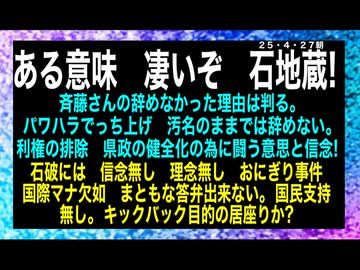 ２５・４・２７朝
ある意味　凄いぞ　石地蔵!
斉藤さんの辞めなかった理由は判る。
パワハラでっち上げ　汚名のままでは辞めない。
利権の排除　県政の健全化の為に闘う意思と信念!
石破には　信念無し　理念無し　おにぎり事件
国際マナ欠如　まともな答弁出来ない。国民支持
無し。キックバック目的の居座りか?